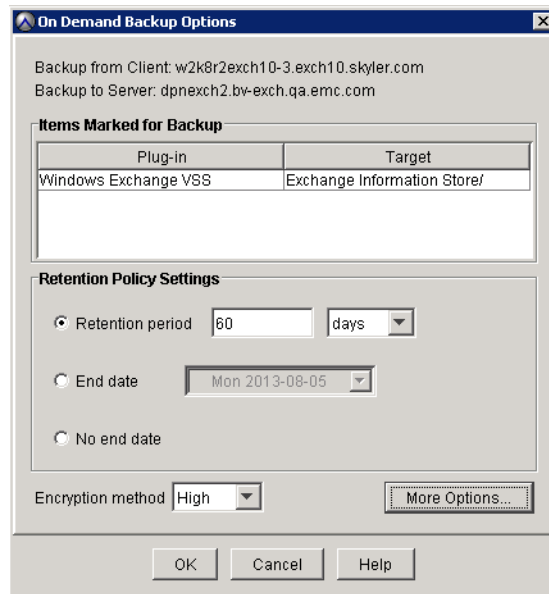 On Demand Backup Options
Backup from Client: w2k8r2exch10-3.exch10.skyler.com
Backup to Server: dpnexch2.bv-exch.qa.emc.com
Items Marked for Backup
Plug-in Target
Windows Exchange VSS Exchange Information Store/
Retention Policy Settings
Retention period 60 days
End date Mon 2013-08-05
No end date
Encryption method High More Options...
OK Cancel Help